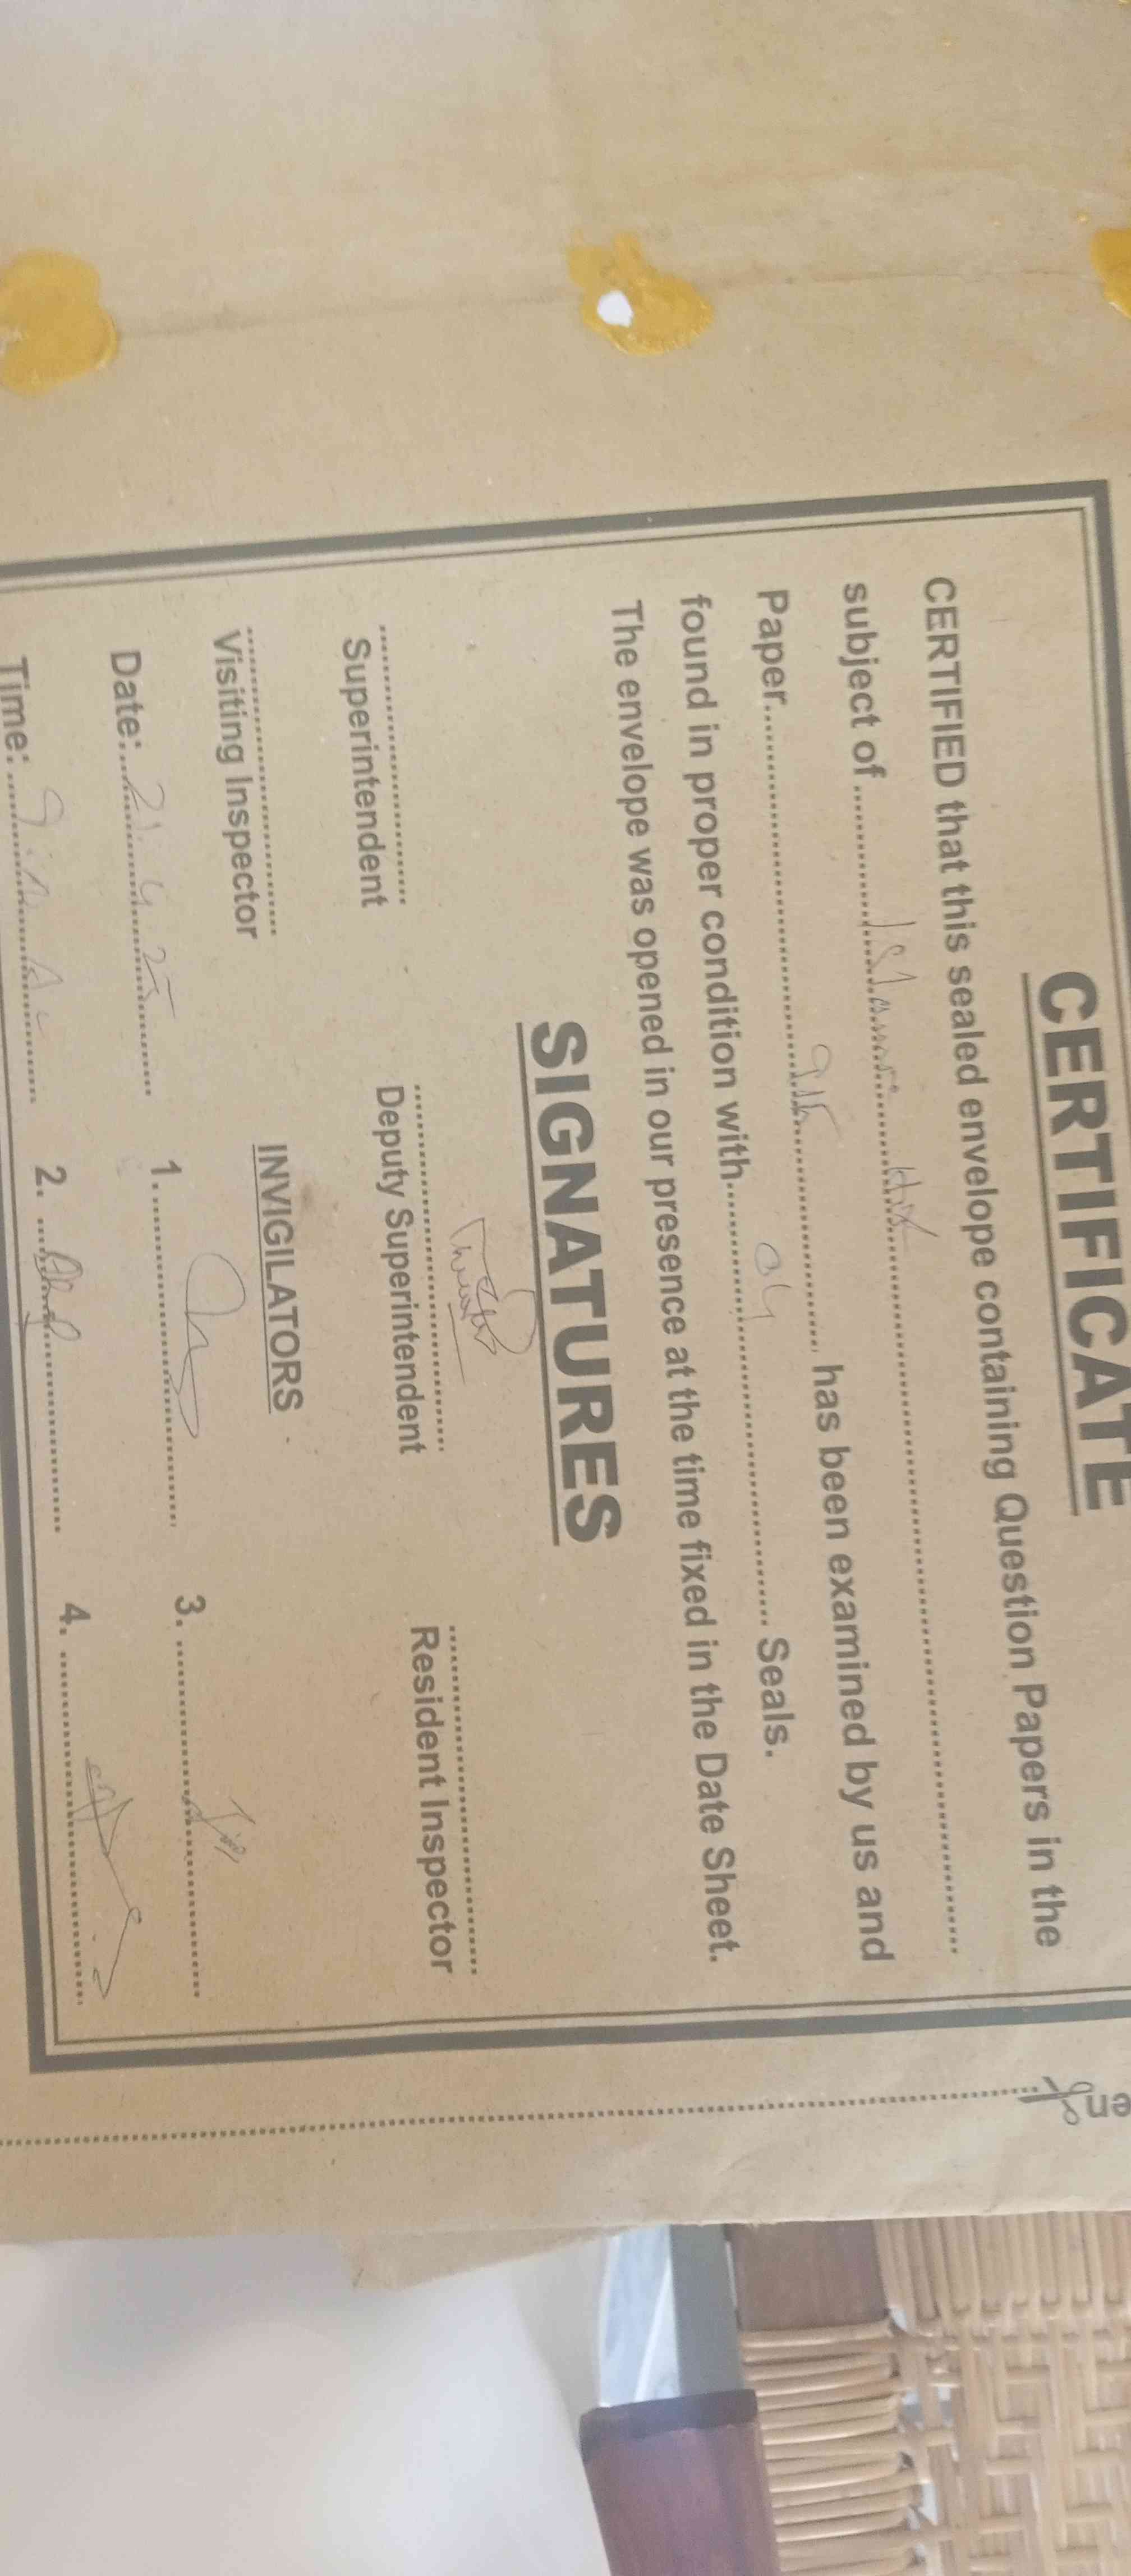 CERTIFICATE
CERTIFIED that this sealed envelope containing Question Papers in the
subject of .................... Hist ....................
Paper.......... 9th .......... has been examined by us and
found in proper condition with.......... 04 .......... Seals.
The envelope was opened in our presence at the time fixed in the Date Sheet.
SIGNATURES
Superintendent Deputy Superintendent Resident Inspector
Visiting Inspector INVIGILATORS
Date: 21.4.25 1. 3.
Time: 2. 4.